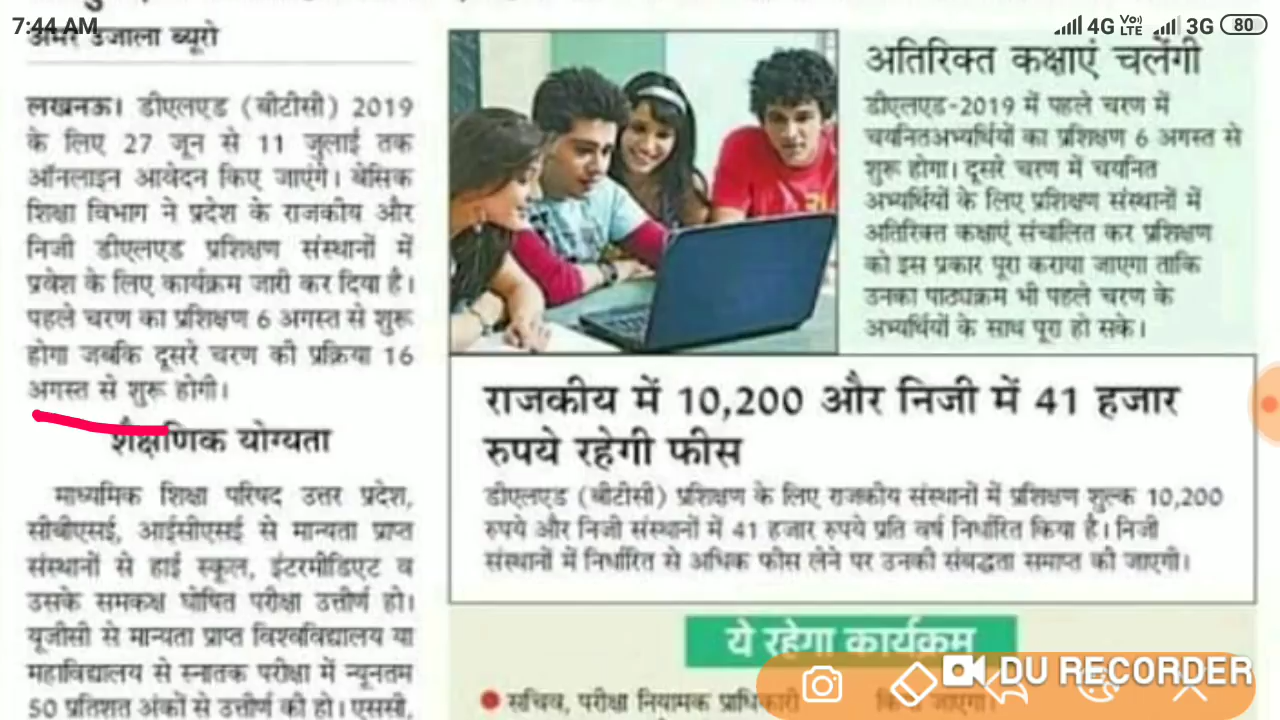 7:44 AM
4G VoLTE 3G 80
अमर उजाला ब्यूरो
लखनऊ। डीएलएड (बीटीसी) 2019
के लिए 27 जून से 11 जुलाई तक
ऑनलाइन आवेदन किए जाएंगे। बेसिक
शिक्षा विभाग ने प्रदेश के राजकीय और
निजी डीएलएड प्रशिक्षण संस्थानों में
प्रवेश के लिए कार्यक्रम जारी कर दिया है।
पहले चरण का प्रशिक्षण 6 अगस्त से शुरू
होगा जबकि दूसरे चरण की प्रक्रिया 16
अगस्त से शुरू होगी।
शैक्षणिक योग्यता
माध्यमिक शिक्षा परिषद उत्तर प्रदेश,
सीबीएसई, आईसीएसई से मान्यता प्राप्त
संस्थानों से हाई स्कूल, इंटरमीडिएट व
उसके समकक्ष घोषित परीक्षा उत्तीर्ण हो।
यूजीसी से मान्यता प्राप्त विश्वविद्यालय या
महाविद्यालय से स्नातक परीक्षा में न्यूनतम
50 प्रतिशत अंकों से उत्तीर्ण की हो। एससी,
अतिरिक्त कक्षाएं चलेंगी
डीएलएड-2019 में पहले चरण में
चयनितअभ्यर्थियों का प्रशिक्षण 6 अगस्त से
शुरू होगा। दूसरे चरण में चयनित
अभ्यर्थियों के लिए प्रशिक्षण संस्थानों में
अतिरिक्त कक्षाएं संचालित कर प्रशिक्षण
को इस प्रकार पूरा कराया जाएगा ताकि
उनका पाठ्यक्रम भी पहले चरण के
अभ्यर्थियों के साथ पूरा हो सके।
राजकीय में 10,200 और निजी में 41 हजार
रुपये रहेगी फीस
डीएलएड (बीटीसी) प्रशिक्षण के लिए राजकीय संस्थानों में प्रशिक्षण शुल्क 10,200
रुपये और निजी संस्थानों में 41 हजार रूपये प्रति वर्ष निर्धारित किया है। निजी
संस्थानों में निर्धारित से अधिक फीस लेने पर उनकी संबद्धता समाप्त की जाएगी।
ये रहेगा कार्यक्रम
सचिव, परीक्षा नियामक प्राधिकारी
जाएगा।
DU RECORDER